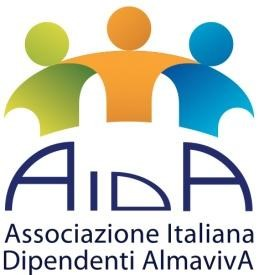 AIDA
Associazione Italiana
Dipendenti AlmavivA